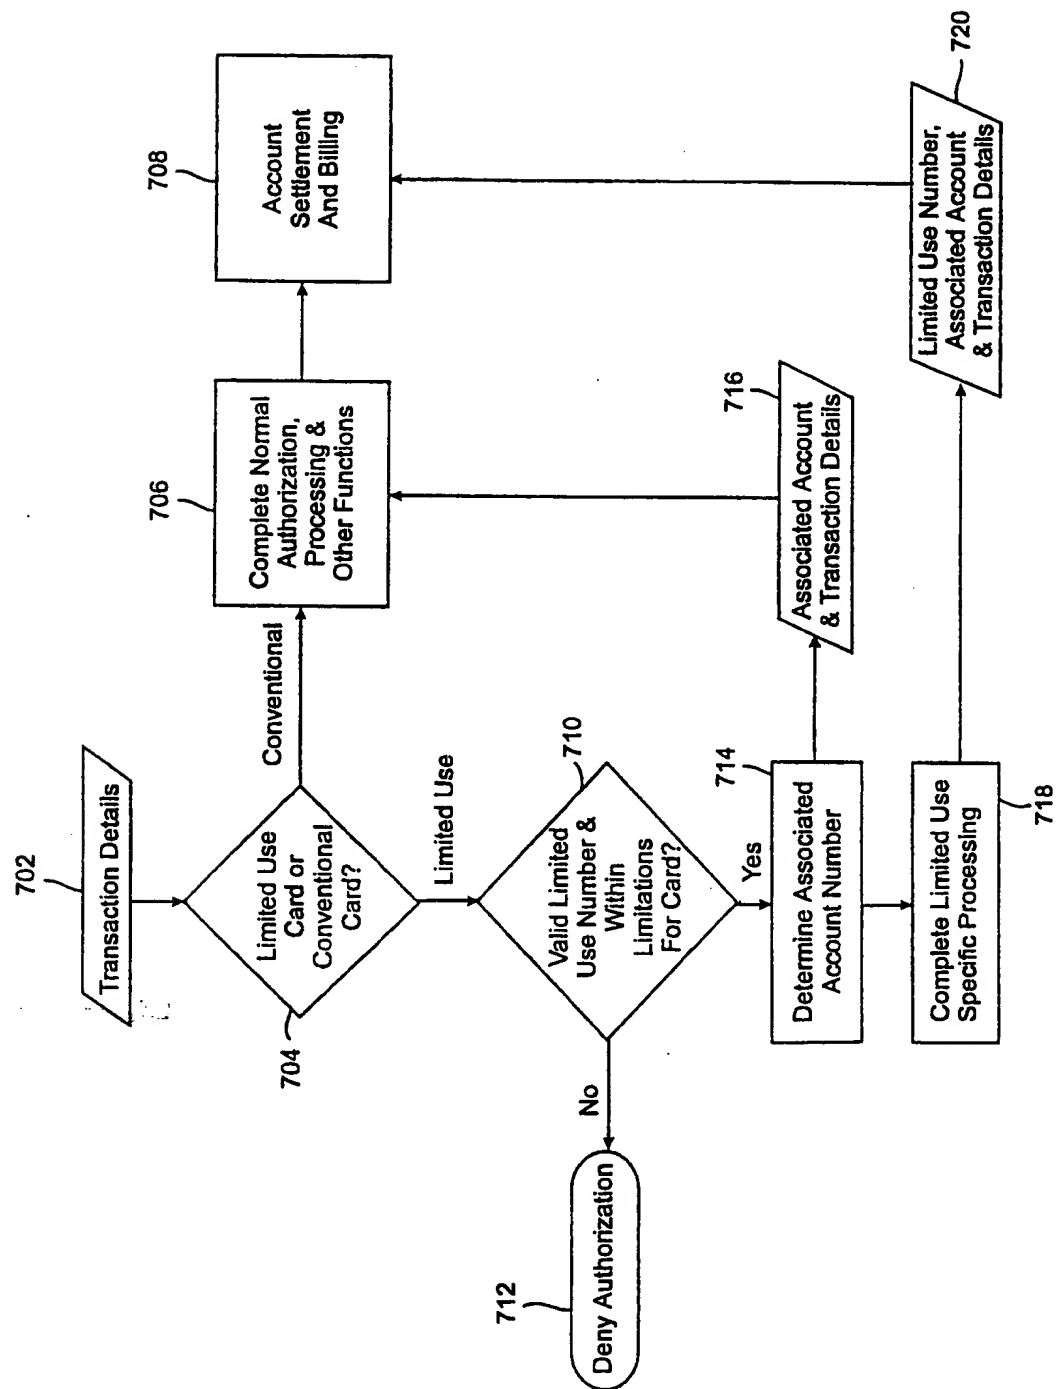 702
Transaction Details
Limited Use
Card or
Conventional
Card?
704
Conventional
706
Complete Normal
Authorization,
Processing &
Other Functions
708
Account
Settlement
And Billing
Limited Use
710
Valid Limited
Use Number &
Within
Limitations
For Card?
No
712
Deny Authorization
Yes
714
Determine Associated
Account Number
716
Associated Account
& Transaction Details
Complete Limited Use
Specific Processing
718
720
Limited Use Number,
Associated Account
& Transaction Details